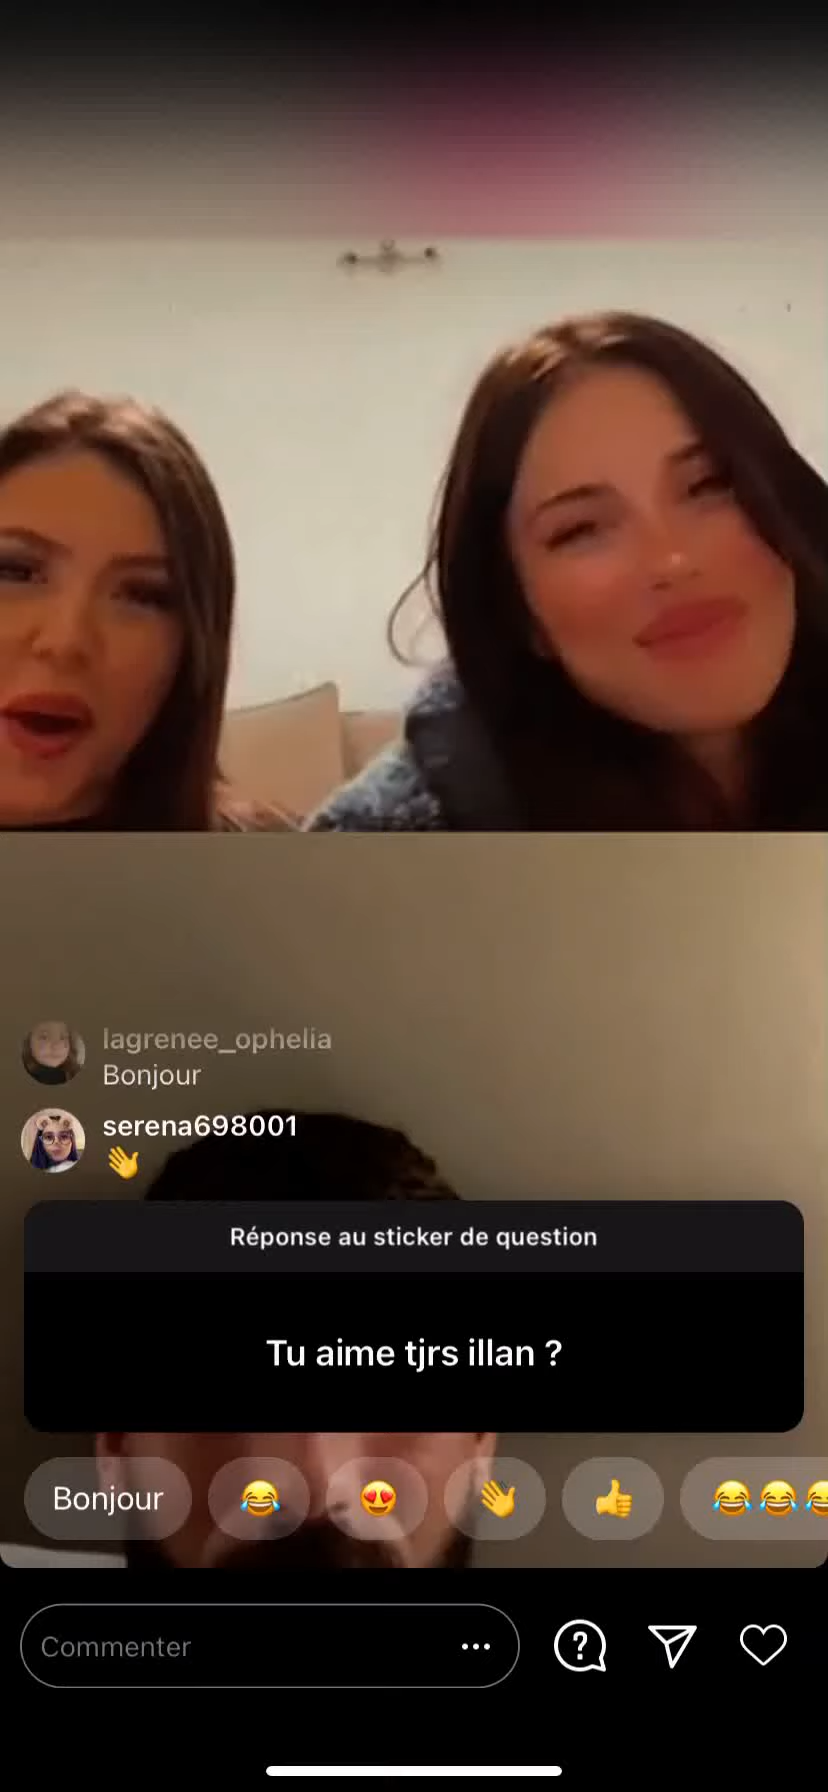 lagrenee_ophelia
Bonjour
serena698001
👋
Réponse au sticker de question
Tu aime tjrs illan ?
Bonjour 😂 😍 👋 👍 😂😂😂
Commenter